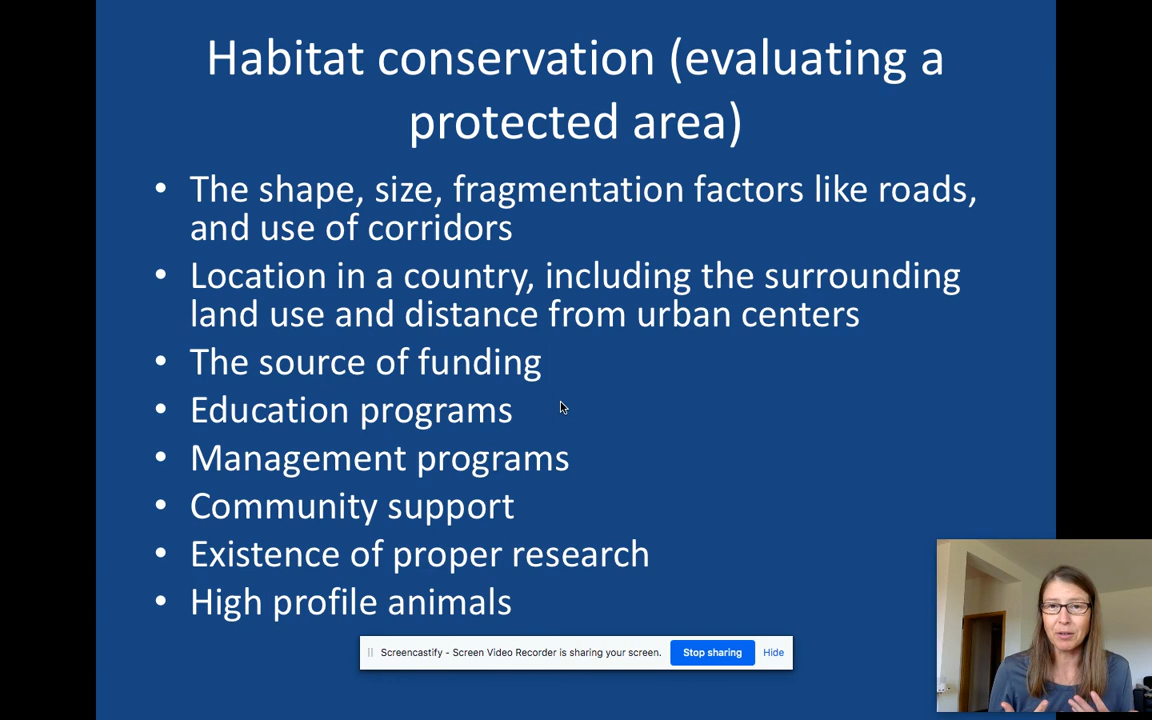 Habitat conservation (evaluating a
protected area)
• The shape, size, fragmentation factors like roads,
and use of corridors
• Location in a country, including the surrounding
land use and distance from urban centers
• The source of funding
• Education programs
• Management programs
• Community support
• Existence of proper research
• High profile animals
Screencastify - Screen Video Recorder is sharing your screen. Stop sharing Hide